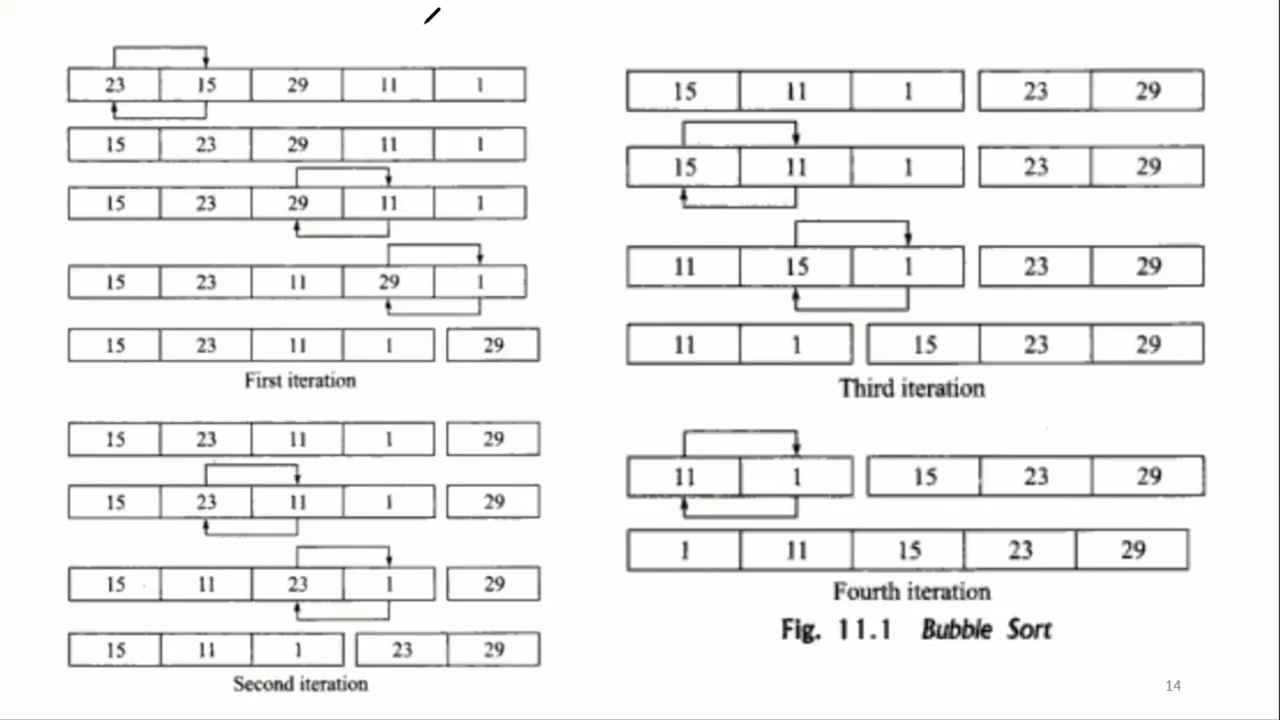 23 15 29 11 1
15 23 29 11 1
15 23 29 11 1
15 23 11 29 1
15 23 11 1 29
First iteration
15 23 11 1 29
15 23 11 1 29
15 11 23 1 29
15 11 1 23 29
Second iteration
15 11 1 23 29
15 11 1 23 29
11 15 1 23 29
11 1 15 23 29
Third iteration
11 1 15 23 29
1 11 15 23 29
Fourth iteration
Fig. 11.1 Bubble Sort
14